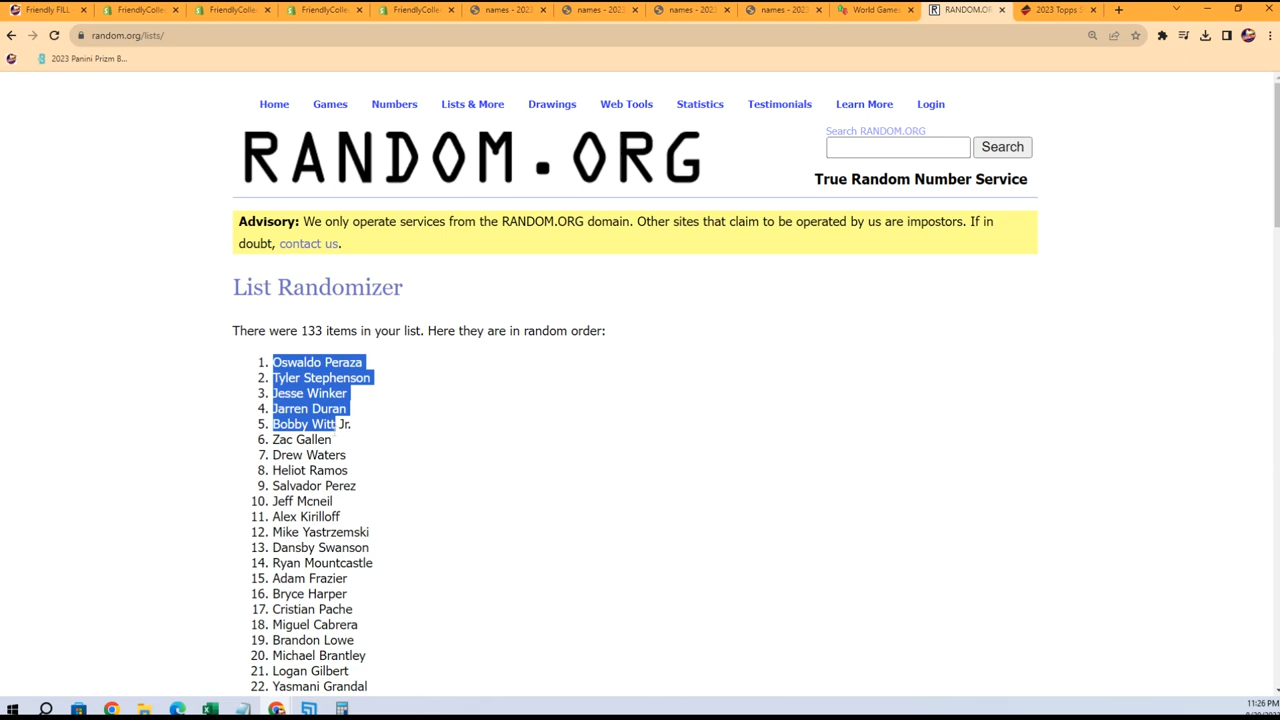 Friendly FILL
FriendlyColle
FriendlyColle
FriendlyColle
FriendlyColle
names - 202
names - 202
names - 202
names - 202
World Games
RANDOM.OR
2023 Topps S
random.org/lists/
2023 Panini Prizm B...
Home Games Numbers Lists & More Drawings Web Tools Statistics Testimonials Learn More Login
RANDOM.ORG
Search RANDOM.ORG
Search
True Random Number Service
Advisory: We only operate services from the RANDOM.ORG domain. Other sites that claim to be operated by us are impostors. If in
doubt, contact us.
List Randomizer
There were 133 items in your list. Here they are in random order:
1. Oswaldo Peraza
2. Tyler Stephenson
3. Jesse Winker
4. Jarren Duran
5. Bobby Witt Jr.
6. Zac Gallen
7. Drew Waters
8. Heliot Ramos
9. Salvador Perez
10. Jeff Mcneil
11. Alex Kirilloff
12. Mike Yastrzemski
13. Dansby Swanson
14. Ryan Mountcastle
15. Adam Frazier
16. Bryce Harper
17. Cristian Pache
18. Miguel Cabrera
19. Brandon Lowe
20. Michael Brantley
21. Logan Gilbert
22. Yasmani Grandal
11:26 PM